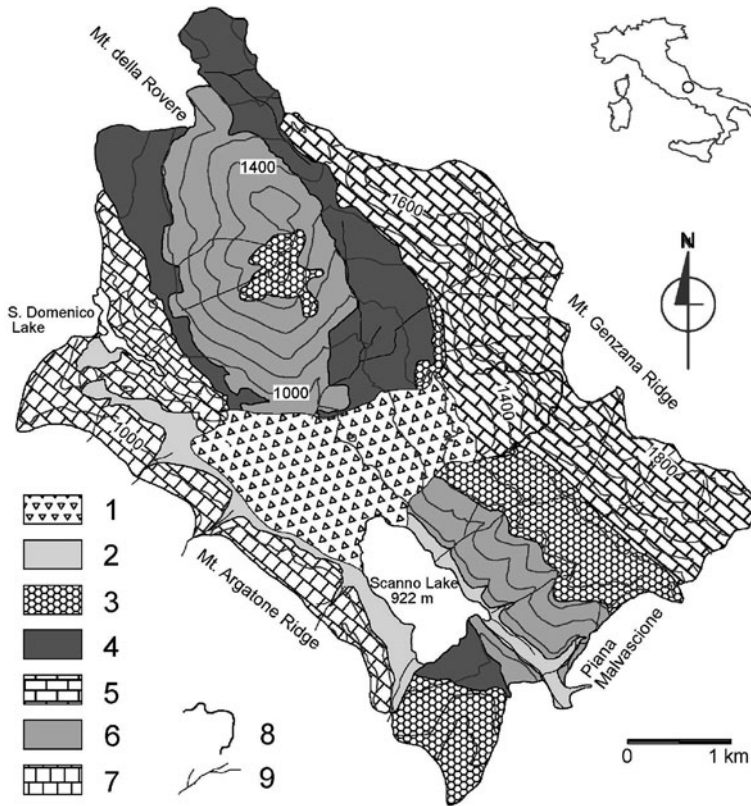 Mt. della Rovere
1400
1600
N
S. Domenico
Lake
Mt. Genzana Ridge
1000
1400
1000
1800
1
2
Scanno Lake
922 m
3
Mt. Argatone Ridge
4
Piana
Malvascione
5
6
8
7
9
0 1 km